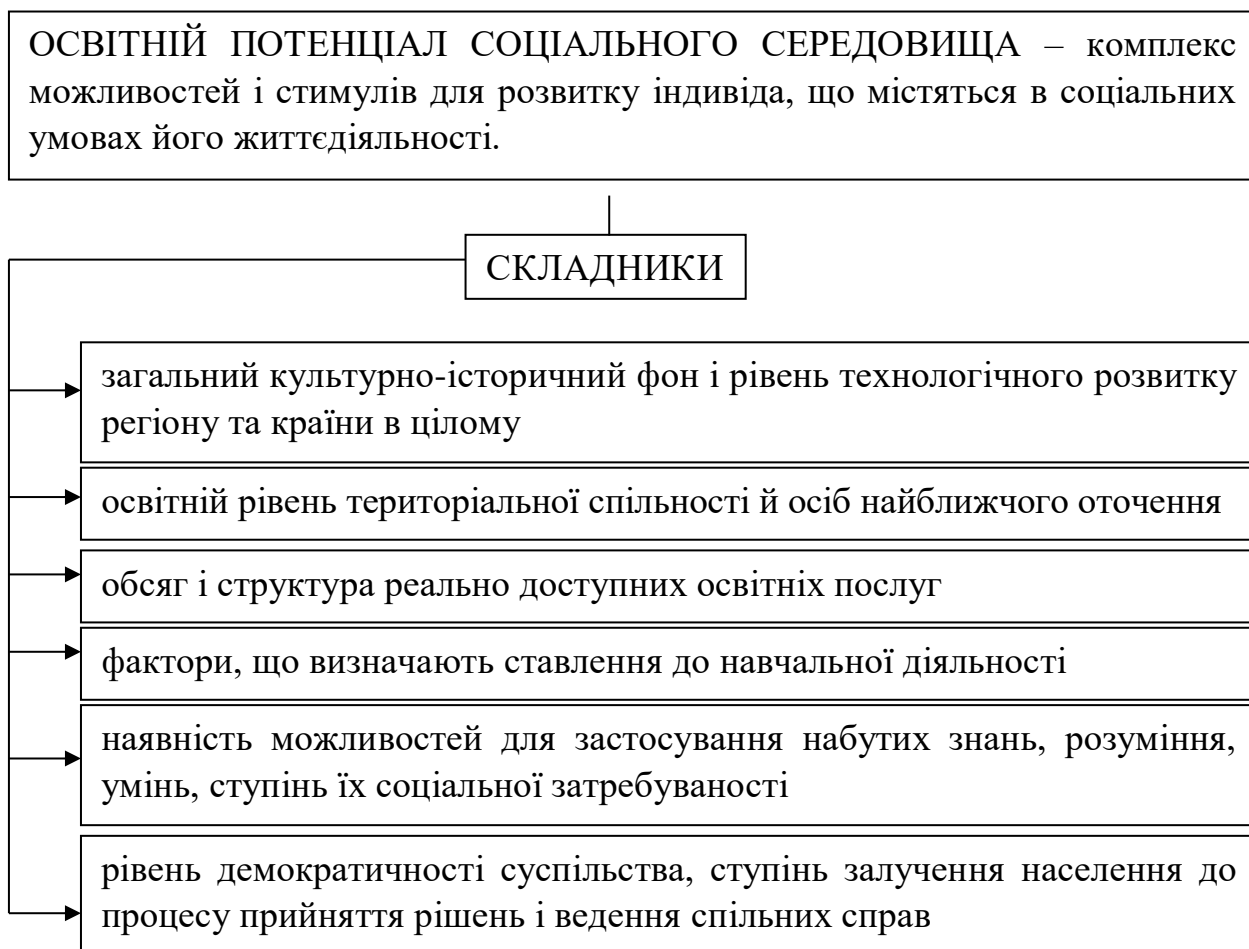 ОСВІТНІЙ ПОТЕНЦІАЛ СОЦІАЛЬНОГО СЕРЕДОВИЩА – комплекс
можливостей і стимулів для розвитку індивіда, що містяться в соціальних
умовах його життєдіяльності.
СКЛАДНИКИ
загальний культурно-історичний фон і рівень технологічного розвитку
регіону та країни в цілому
освітній рівень територіальної спільності й осіб найближчого оточення
обсяг і структура реально доступних освітніх послуг
фактори, що визначають ставлення до навчальної діяльності
наявність можливостей для застосування набутих знань, розуміння,
умінь, ступінь їх соціальної затребуваності
рівень демократичності суспільства, ступінь залучення населення до
процесу прийняття рішень і ведення спільних справ